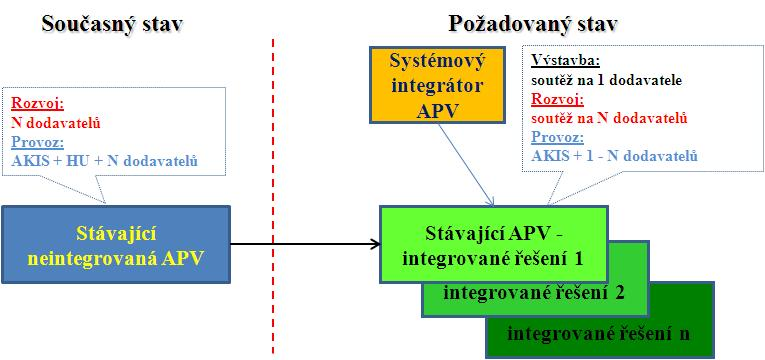 Současný stav
Požadovaný stav
Rozvoj:
N dodavatelů
Provoz:
AKIS + HU + N dodavatelů
Stávající
neintegrovaná APV
Systémový
integrátor
APV
Výstavba:
soutěž na 1 dodavatele
Rozvoj:
soutěž na N dodavatelů
Provoz:
AKIS + 1 - N dodavatelů
Stávající APV -
integrované řešení 1
integrované řešení 2
integrované řešení n